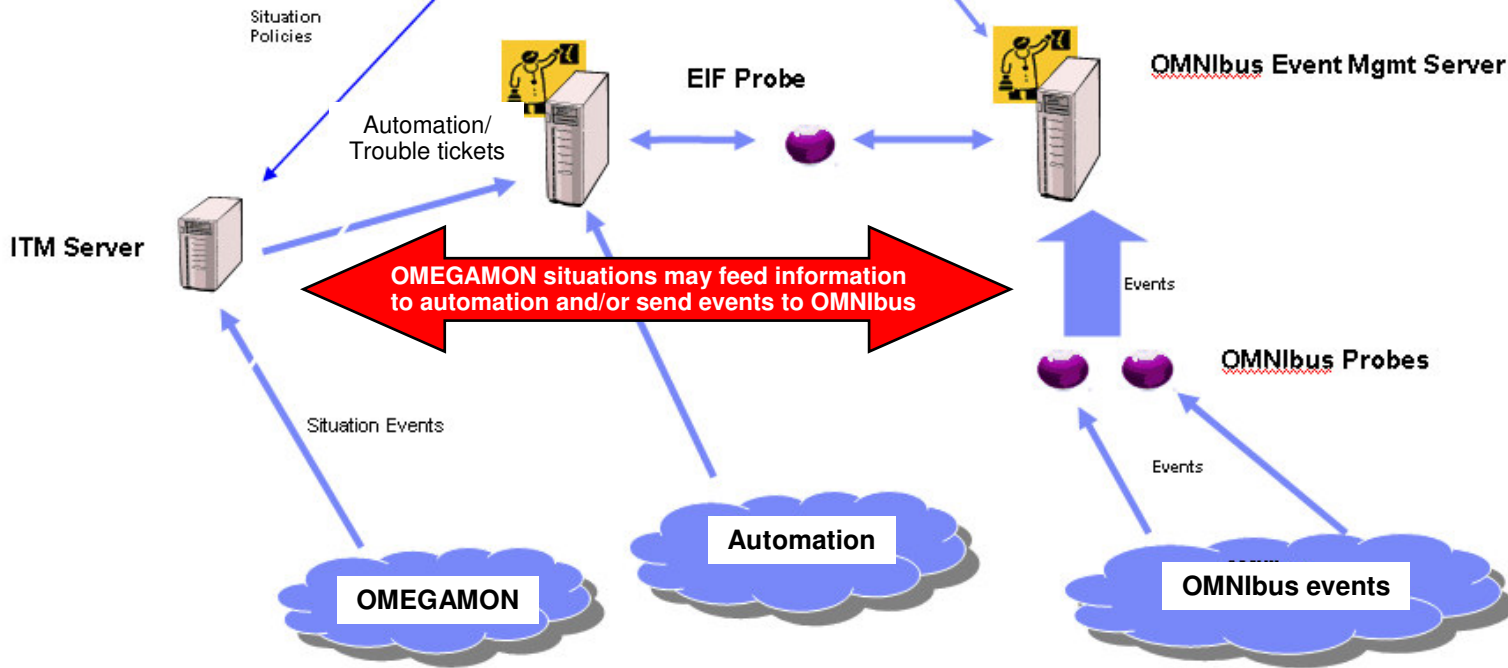 Situation
Policies
EIF Probe
OMNIbus Event Mgmt Server
Automation/
Trouble tickets
ITM Server
OMEGAMON situations may feed information
to automation and/or send events to OMNIbus
Events
OMNIbus Probes
Situation Events
Events
Automation
OMEGAMON
OMNIbus events